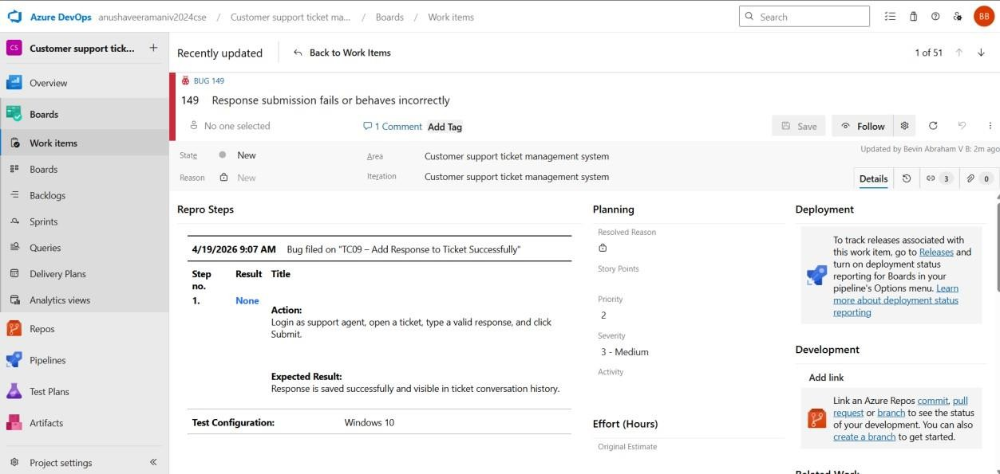 Azure DevOps anushaveeramaniv2024cse / Customer support ticket ma... / Boards / Work items
Search
BB
CS Customer support tick... +
Overview
Boards
Work items
Boards
Backlogs
Sprints
Queries
Delivery Plans
Analytics views
Repos
Pipelines
Test Plans
Artifacts
Project settings
Recently updated
Back to Work Items
1 of 51
BUG 149
149 Response submission fails or behaves incorrectly
No one selected
1 Comment Add Tag
Save
Follow
Updated by Bevin Abraham V B: 2m ago
State New
Reason New
Area Customer support ticket management system
Iteration Customer support ticket management system
Details
3
0
Repro Steps
4/19/2026 9:07 AM Bug filed on "TC09 – Add Response to Ticket Successfully"
Step Result Title
no.
1. None
Action:
Login as support agent, open a ticket, type a valid response, and click
Submit.
Expected Result:
Response is saved successfully and visible in ticket conversation history.
Test Configuration: Windows 10
Planning
Resolved Reason
Story Points
Priority
2
Severity
3 - Medium
Activity
Effort (Hours)
Original Estimate
Deployment
To track releases associated with
this work item, go to Releases and
turn on deployment status
reporting for Boards in your
pipeline's Options menu. Learn
more about deployment status
reporting
Development
Add link
Link an Azure Repos commit, pull
request or branch to see the status
of your development. You can also
create a branch to get started.
Related Work